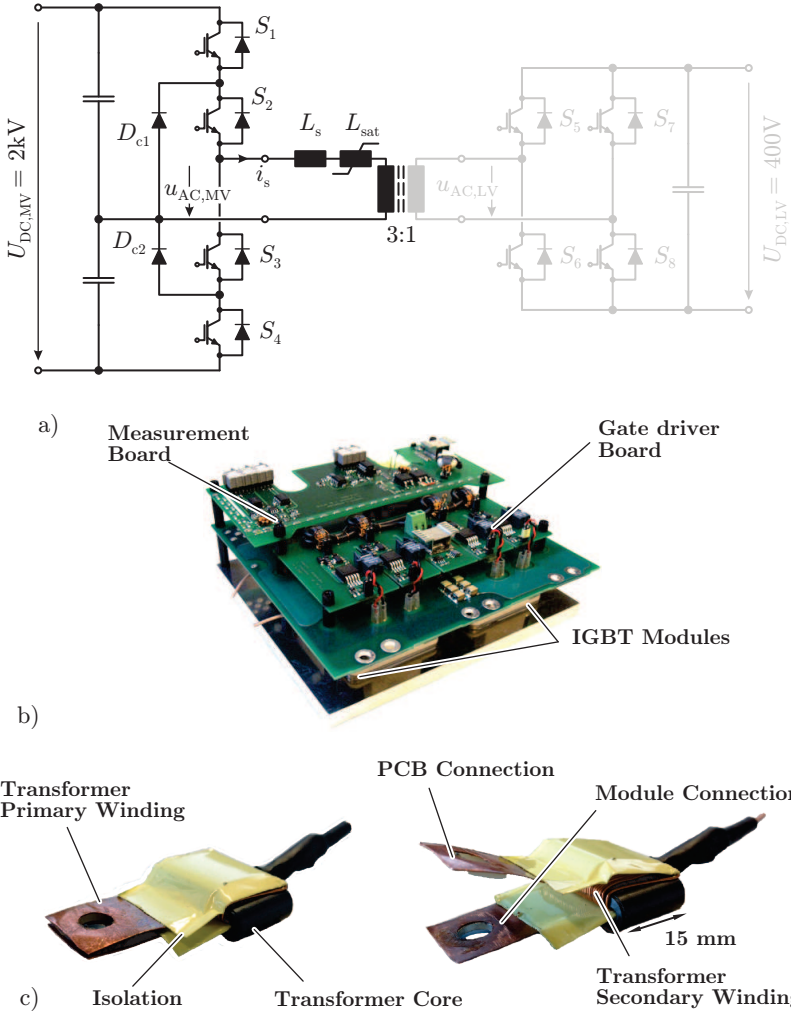 S1
S2
Dc1
Ls
Lsat
S5
S7
is
uAC,MV
uAC,LV
UDC,MV = 2kV
UDC,LV = 400V
3:1
Dc2
S3
S6
S8
S4
a)
Measurement
Board
Gate driver
Board
IGBT Modules
b)
Transformer
Primary Winding
PCB Connection
Module Connection
15 mm
Isolation
Transformer Core
Transformer
Secondary Winding
c)